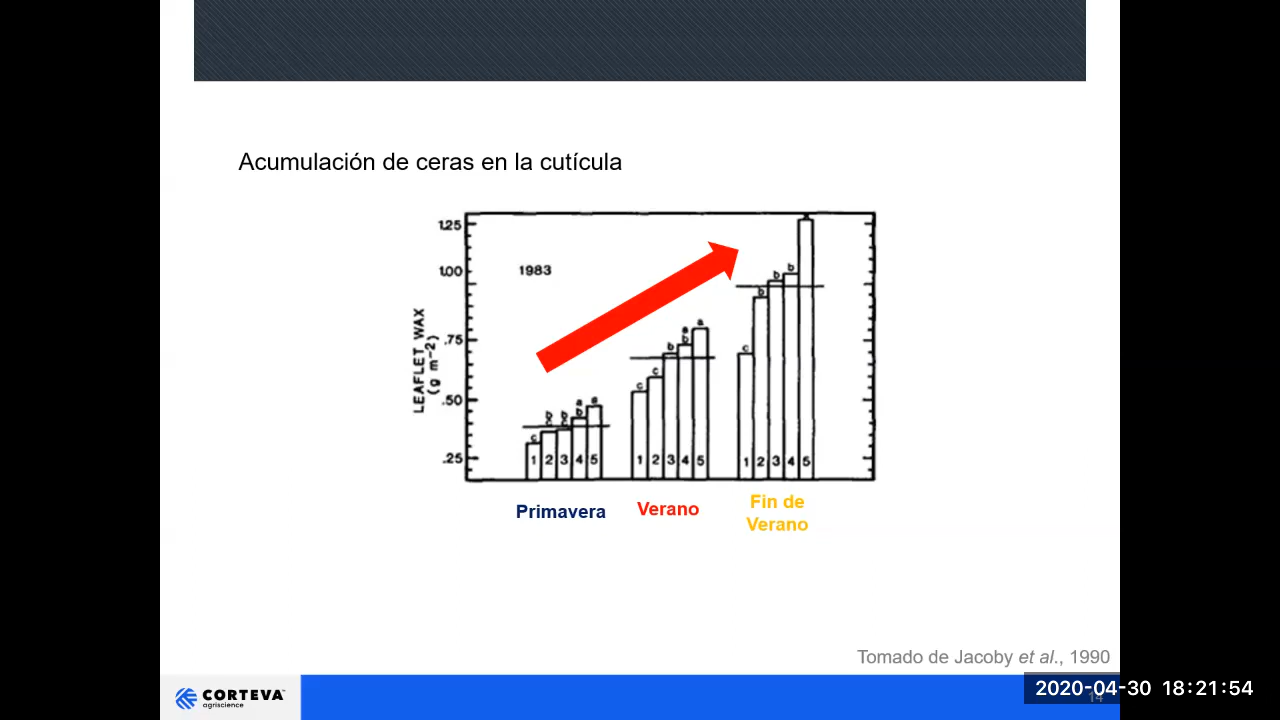 Acumulación de ceras en la cutícula
1.25
1.00
.75
.50
.25
LEAFLET WAX
(g m-2)
1983
c b c b c a b a
1 2 3 4 5
c c b a b a
1 2 3 4 5
c b b b
1 2 3 4 5
Primavera
Verano
Fin de
Verano
Tomado de Jacoby et al., 1990
CORTEVA™
agriscience
14
2020-04-30 18:21:54